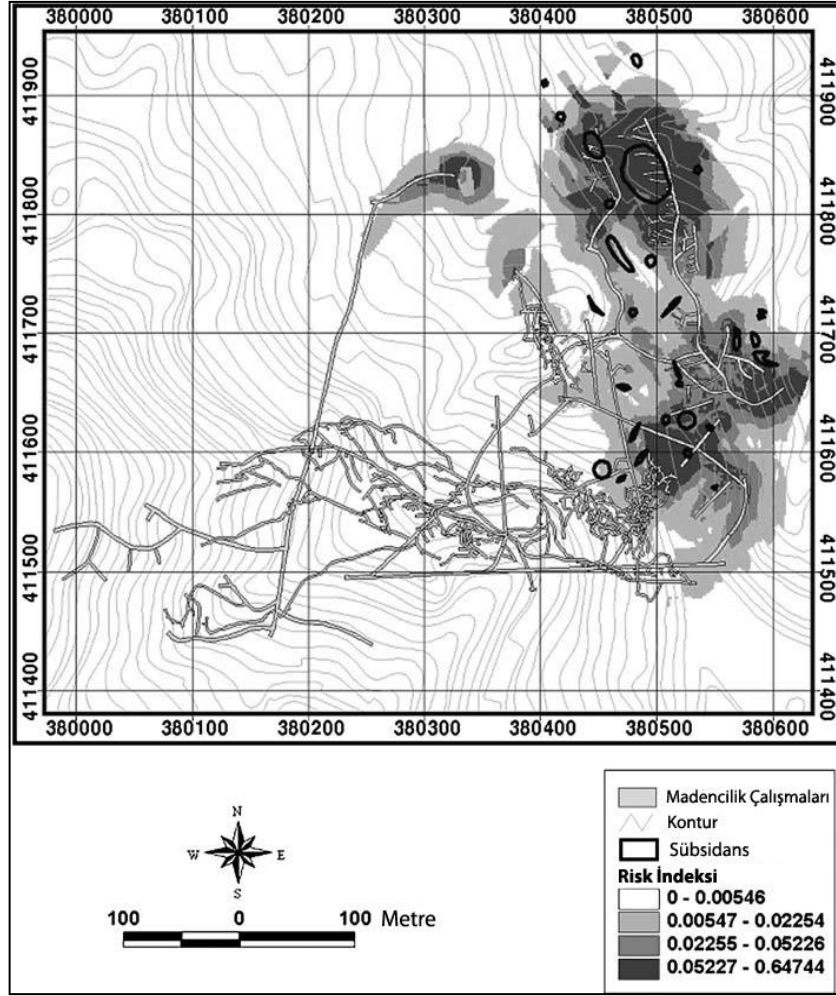 380000 380100 380200 380300 380400 380500 380600
411900 411900
411800 411800
411700 411700
411600 411600
411500 411500
411400 411400
380000 380100 380200 380300 380400 380500 380600
N
W E
S
100 0 100 Metre
Madencilik Çalışmaları
Kontur
Sübsidans
Risk İndeksi
0 - 0.00546
0.00547 - 0.02254
0.02255 - 0.05226
0.05227 - 0.64744